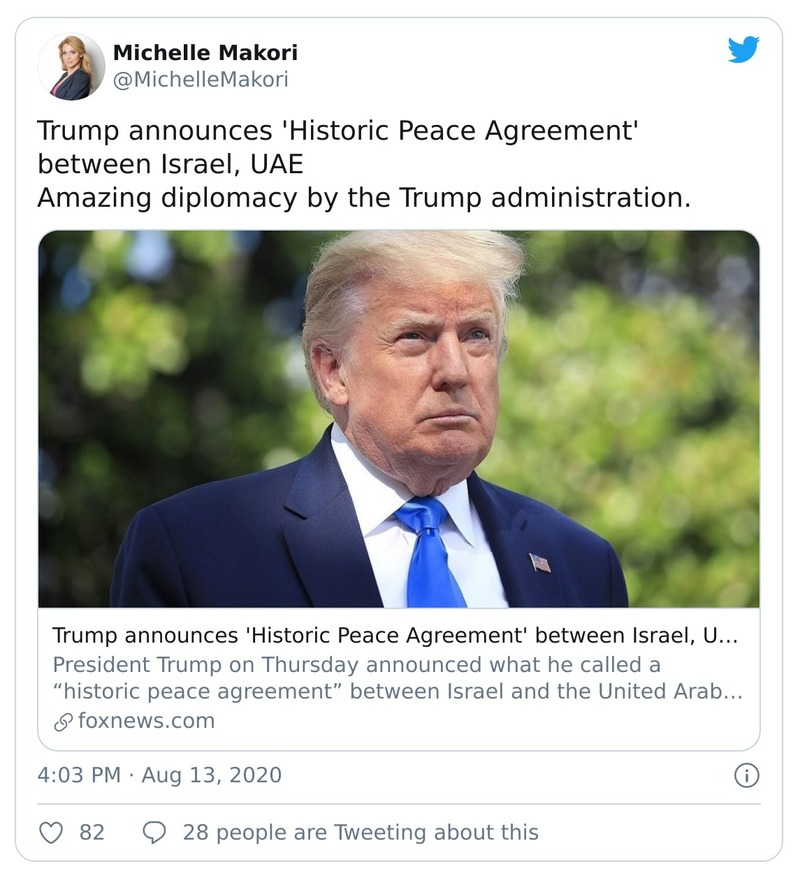 Michelle Makori
@MichelleMakori
Trump announces 'Historic Peace Agreement'
between Israel, UAE
Amazing diplomacy by the Trump administration.
Trump announces 'Historic Peace Agreement' between Israel, U...
President Trump on Thursday announced what he called a
“historic peace agreement” between Israel and the United Arab...
foxnews.com
4:03 PM · Aug 13, 2020
82
28 people are Tweeting about this